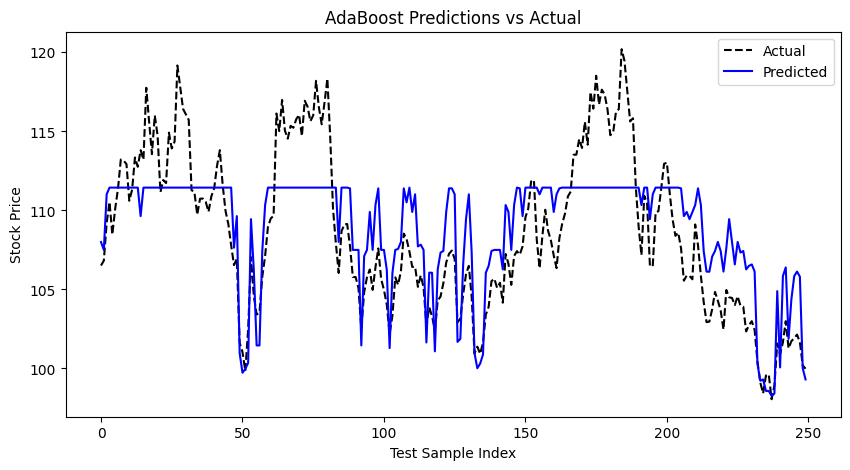 AdaBoost Predictions vs Actual
Actual
Predicted
120
115
110
105
100
Stock Price
0
50
100
150
200
250
Test Sample Index